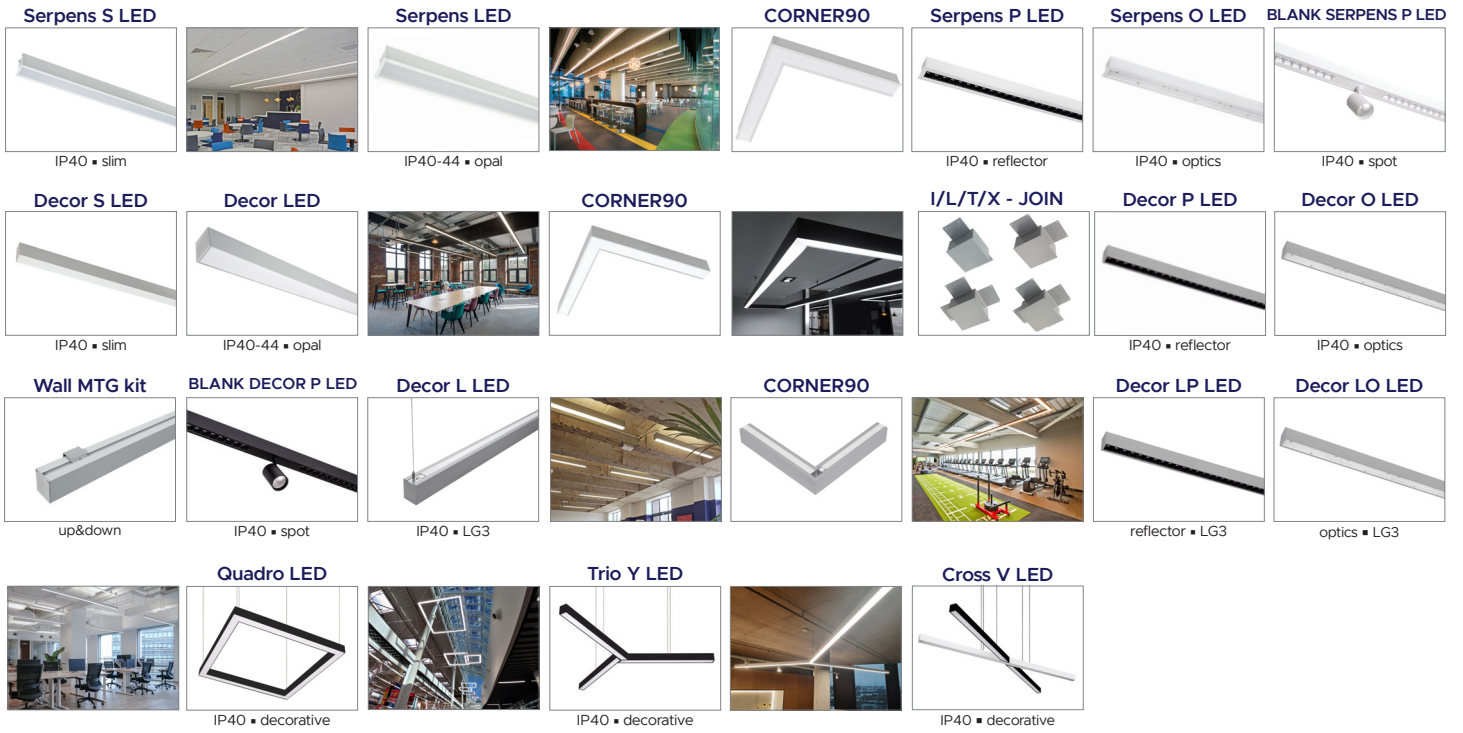 Serpens S LED
Serpens LED
CORNER90
Serpens P LED
Serpens O LED
BLANK SERPENS P LED
IP40 ▪ slim
IP40-44 ▪ opal
IP40 ▪ reflector
IP40 ▪ optics
IP40 ▪ spot
Decor S LED
Decor LED
CORNER90
I/L/T/X - JOIN
Decor P LED
Decor O LED
IP40 ▪ slim
IP40-44 ▪ opal
IP40 ▪ reflector
IP40 ▪ optics
Wall MTG kit
BLANK DECOR P LED
Decor L LED
CORNER90
Decor LP LED
Decor LO LED
up&down
IP40 ▪ spot
IP40 ▪ LG3
reflector ▪ LG3
optics ▪ LG3
Quadro LED
Trio Y LED
Cross V LED
IP40 ▪ decorative
IP40 ▪ decorative
IP40 ▪ decorative